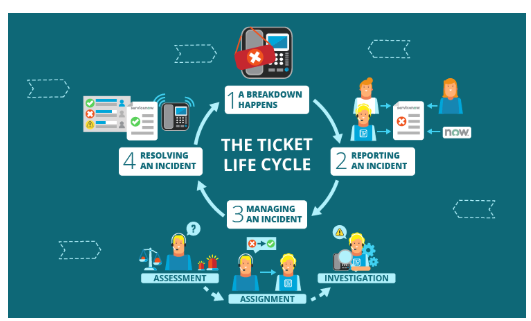 1 A BREAKDOWN
HAPPENS
THE TICKET
LIFE CYCLE
2 REPORTING
AN INCIDENT
now.
3 MANAGING
AN INCIDENT
ASSESSMENT
ASSIGNMENT
INVESTIGATION
4 RESOLVING
AN INCIDENT